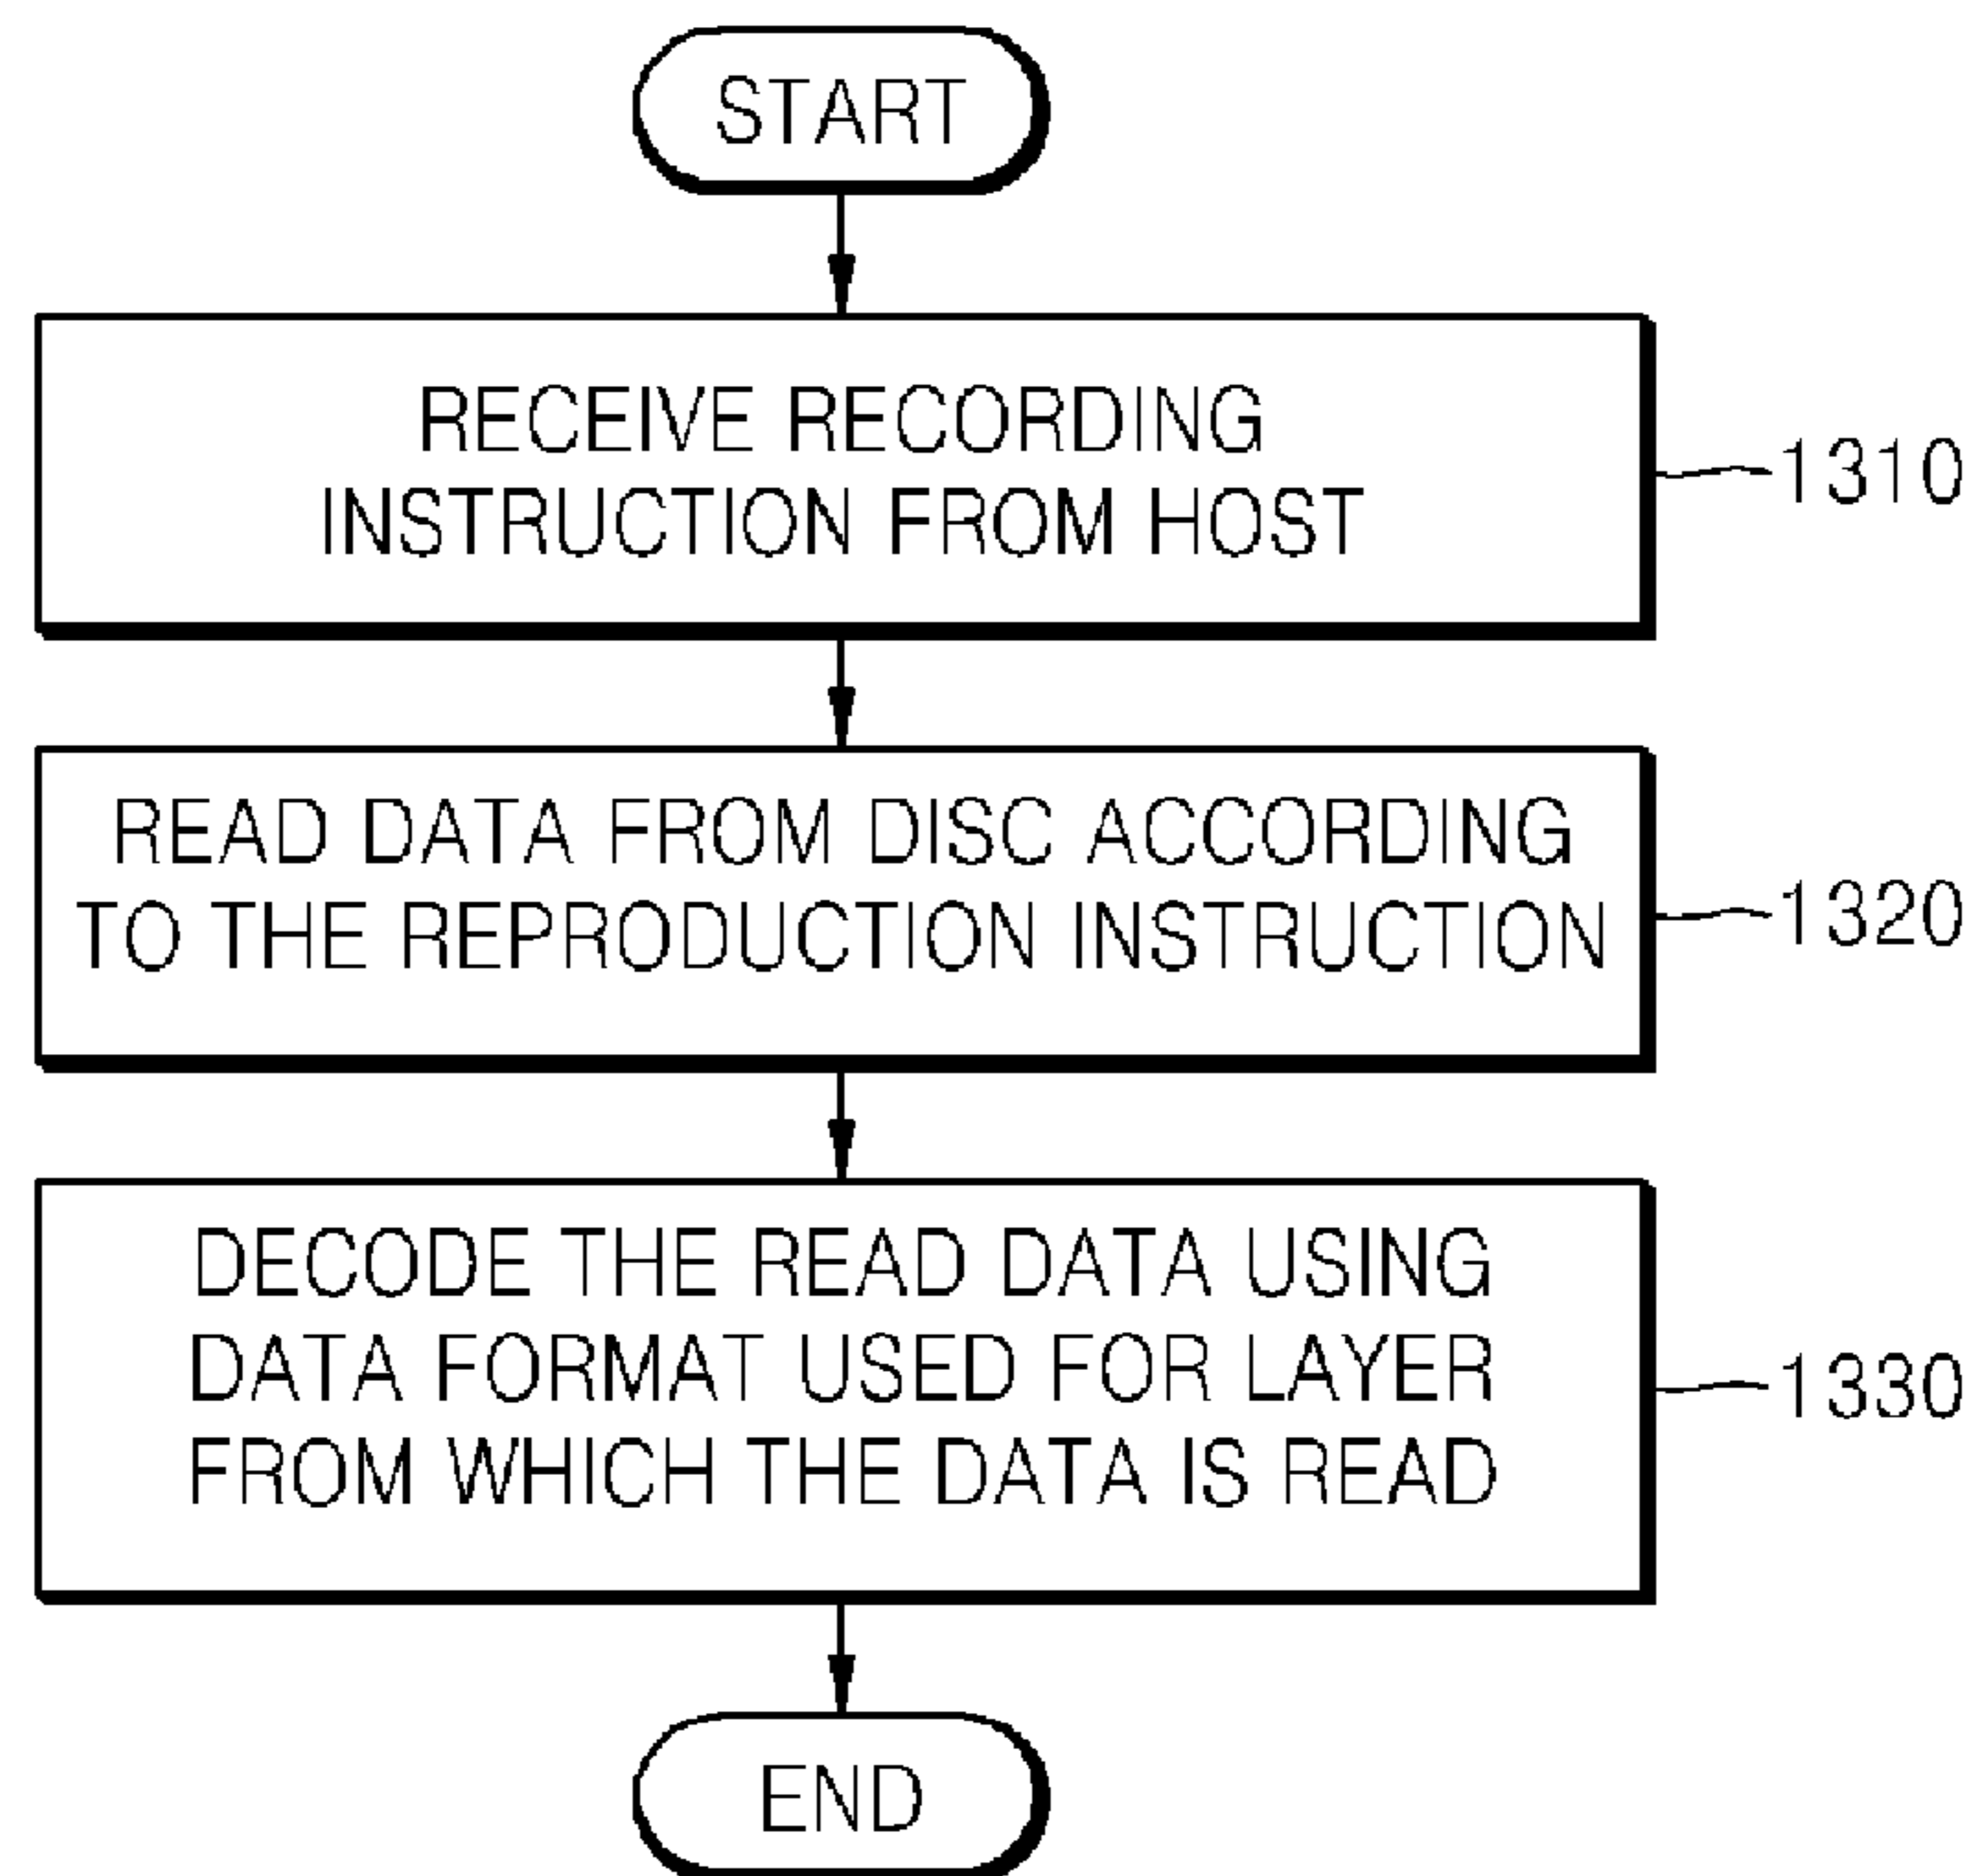 START
RECEIVE RECORDING
INSTRUCTION FROM HOST
1310
READ DATA FROM DISC ACCORDING
TO THE REPRODUCTION INSTRUCTION
1320
DECODE THE READ DATA USING
DATA FORMAT USED FOR LAYER
FROM WHICH THE DATA IS READ
1330
END